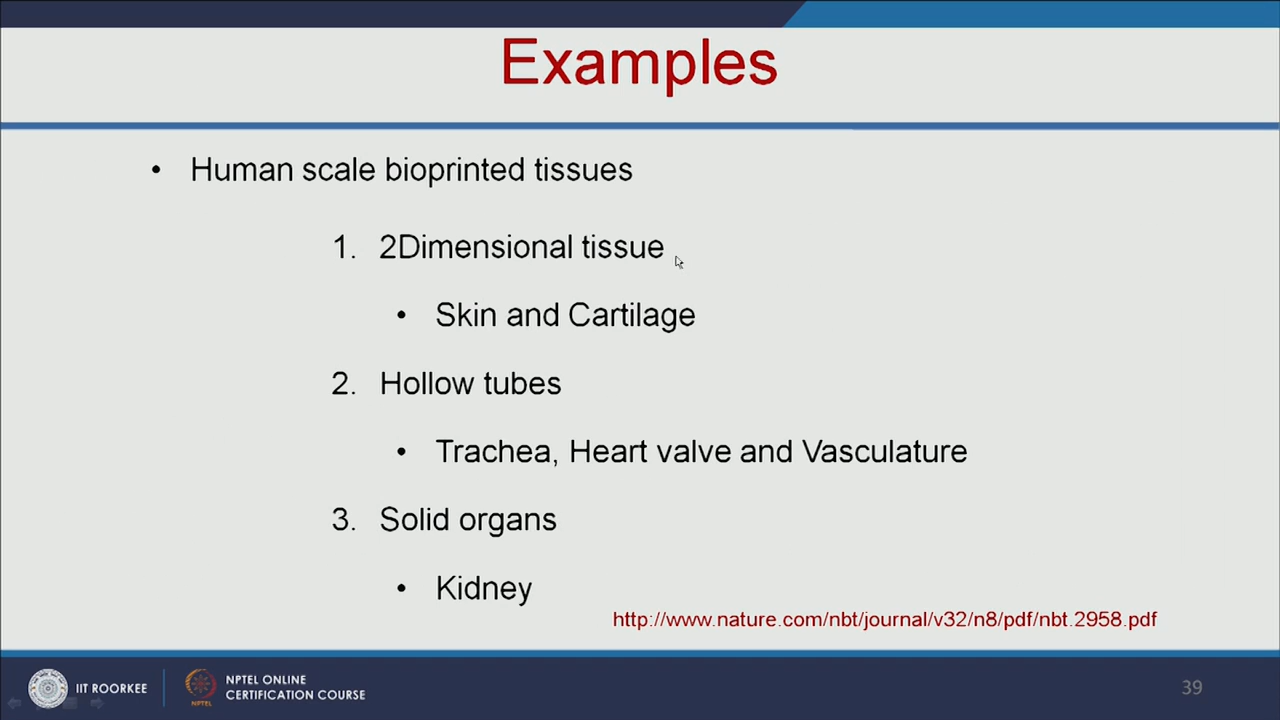 Examples
• Human scale bioprinted tissues
1. 2Dimensional tissue
• Skin and Cartilage
2. Hollow tubes
• Trachea, Heart valve and Vasculature
3. Solid organs
• Kidney
http://www.nature.com/nbt/journal/v32/n8/pdf/nbt.2958.pdf
IIT ROORKEE
NPTEL
NPTEL ONLINE
CERTIFICATION COURSE
39